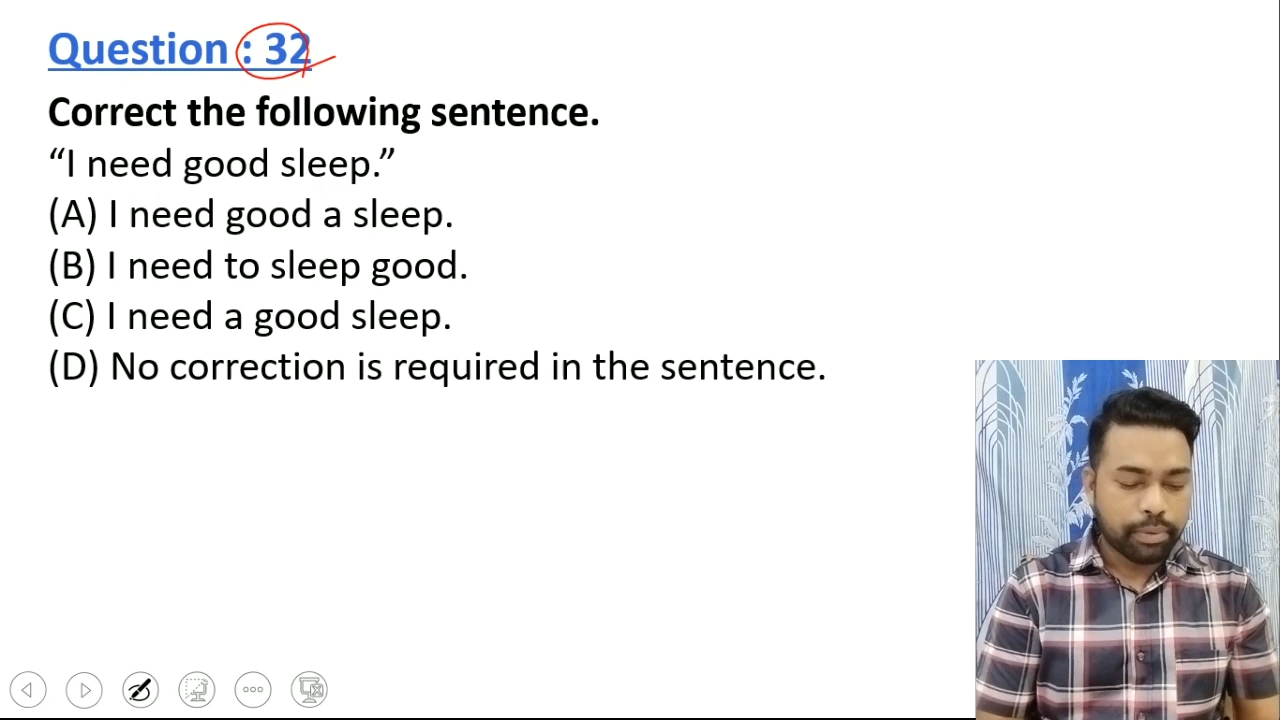 Question : 32
Correct the following sentence.
“I need good sleep.”
(A) I need good a sleep.
(B) I need to sleep good.
(C) I need a good sleep.
(D) No correction is required in the sentence.